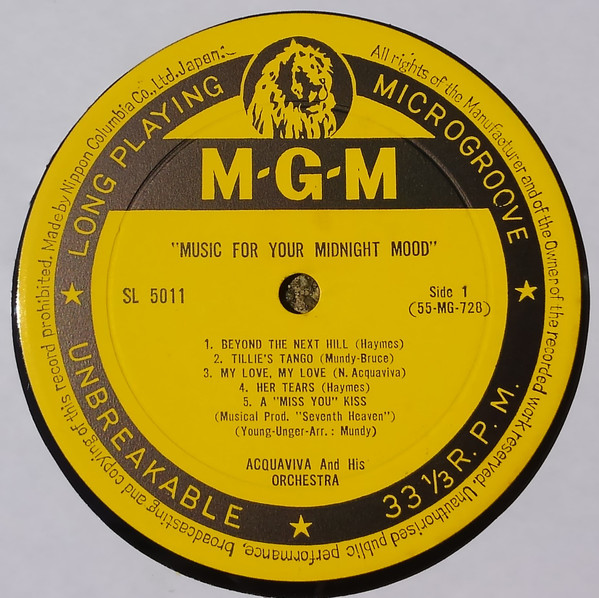 All rights of the Manufacturer and of the Owner of the recorded work reserved. Unauthorised public performance, broadcasting and copying of this record prohibited. Made by Nippon Columbia Co., Ltd. Japan.
LONG PLAYING
MICROGROOVE
M-G-M
"MUSIC FOR YOUR MIDNIGHT MOOD"
SL 5011
Side 1
(55-MG-728)
1. BEYOND THE NEXT HILL (Haymes)
2. TILLIE'S TANGO (Mundy-Bruce)
3. MY LOVE, MY LOVE (N. Acquaviva)
4. HER TEARS (Haymes)
5. A "MISS YOU" KISS
(Musical Prod. "Seventh Heaven")
(Young-Unger-Arr. : Mundy)
ACQUAVIVA And His
ORCHESTRA
UNBREAKABLE
33 1/3 R. P. M.